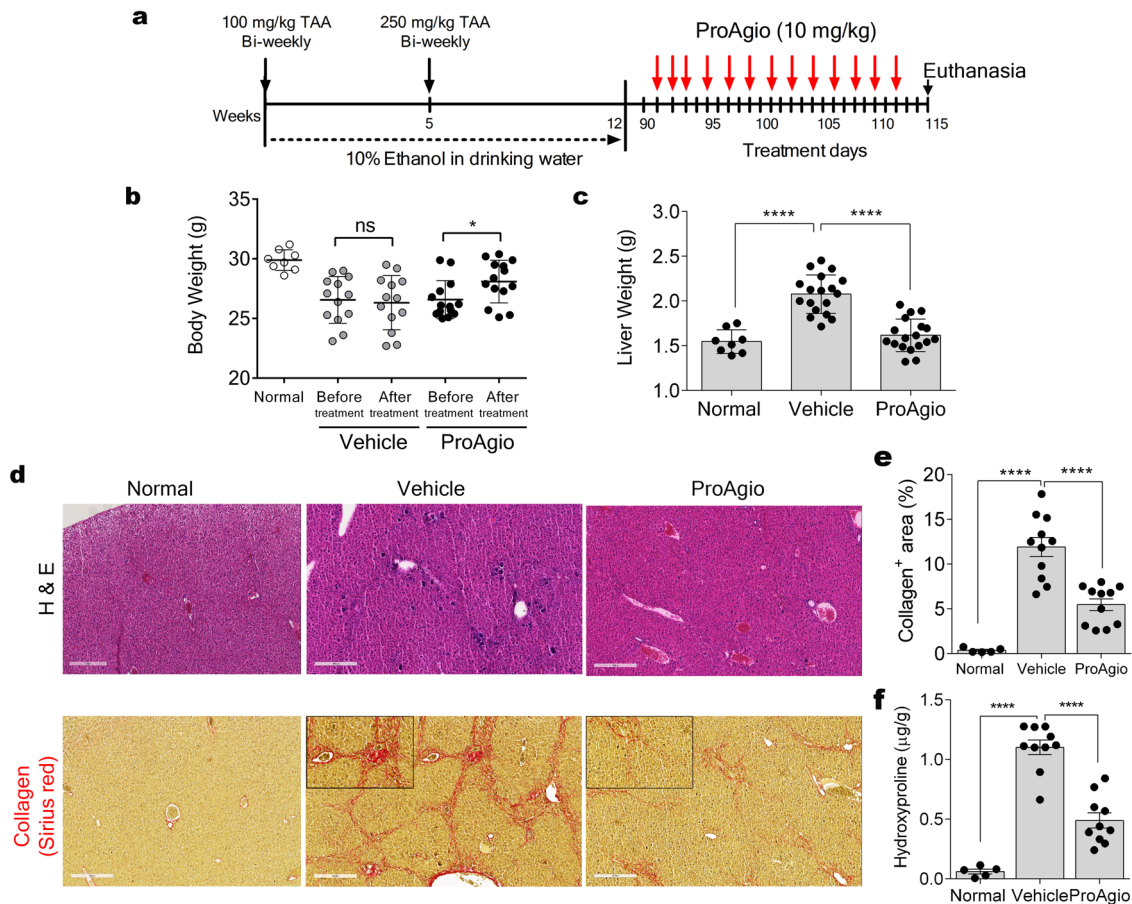 a
100 mg/kg TAA
Bi-weekly
250 mg/kg TAA
Bi-weekly
ProAgio (10 mg/kg)
Euthanasia
Weeks
5
12
90
95
100
105
110
115
10% Ethanol in drinking water
Treatment days
b
Body Weight (g)
35
30
25
20
ns
*
Normal
Before
treatment
After
treatment
Before
treatment
After
treatment
Vehicle
ProAgio
c
Liver Weight (g)
3.0
2.5
2.0
1.5
1.0
****
****
Normal
Vehicle
ProAgio
d
Normal
Vehicle
ProAgio
H & E
Collagen
(Sirius red)
e
Collagen⁺ area (%)
20
15
10
5
0
****
****
Normal
Vehicle
ProAgio
f
Hydroxyproline (µg/g)
1.5
1.0
0.5
0.0
****
****
Normal
Vehicle
ProAgio